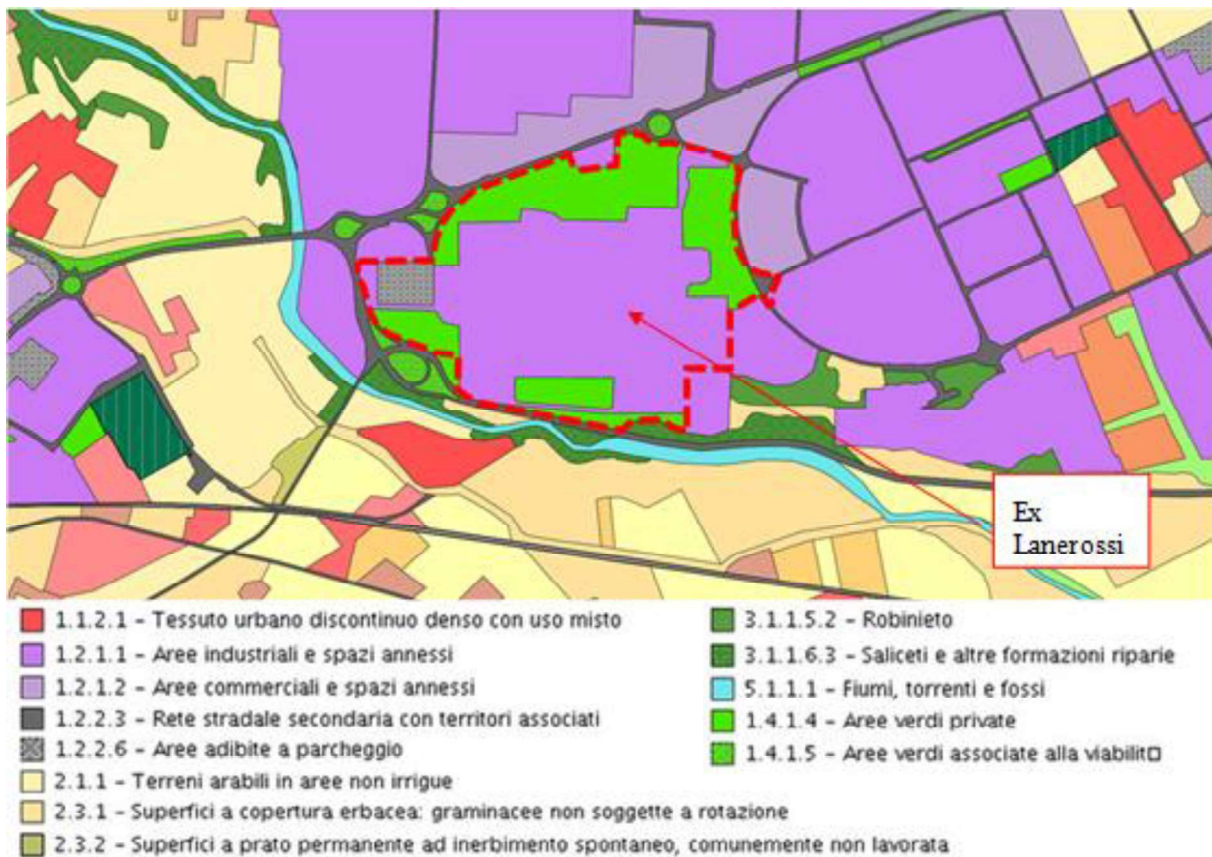 Ex
Lanerossi
1.1.2.1 – Tessuto urbano discontinuo denso con uso misto
1.2.1.1 – Aree industriali e spazi annessi
1.2.1.2 – Aree commerciali e spazi annessi
1.2.2.3 – Rete stradale secondaria con territori associati
1.2.2.6 – Aree adibite a parcheggio
2.1.1 – Terreni arabili in aree non irrigue
2.3.1 – Superfici a copertura erbacea: graminacee non soggette a rotazione
2.3.2 – Superfici a prato permanente ad inerbimento spontaneo, comunemente non lavorata
3.1.1.5.2 – Robinieto
3.1.1.6.3 – Saliceti e altre formazioni riparie
5.1.1.1 – Fiumi, torrenti e fossi
1.4.1.4 – Aree verdi private
1.4.1.5 – Aree verdi associate alla viabilit□